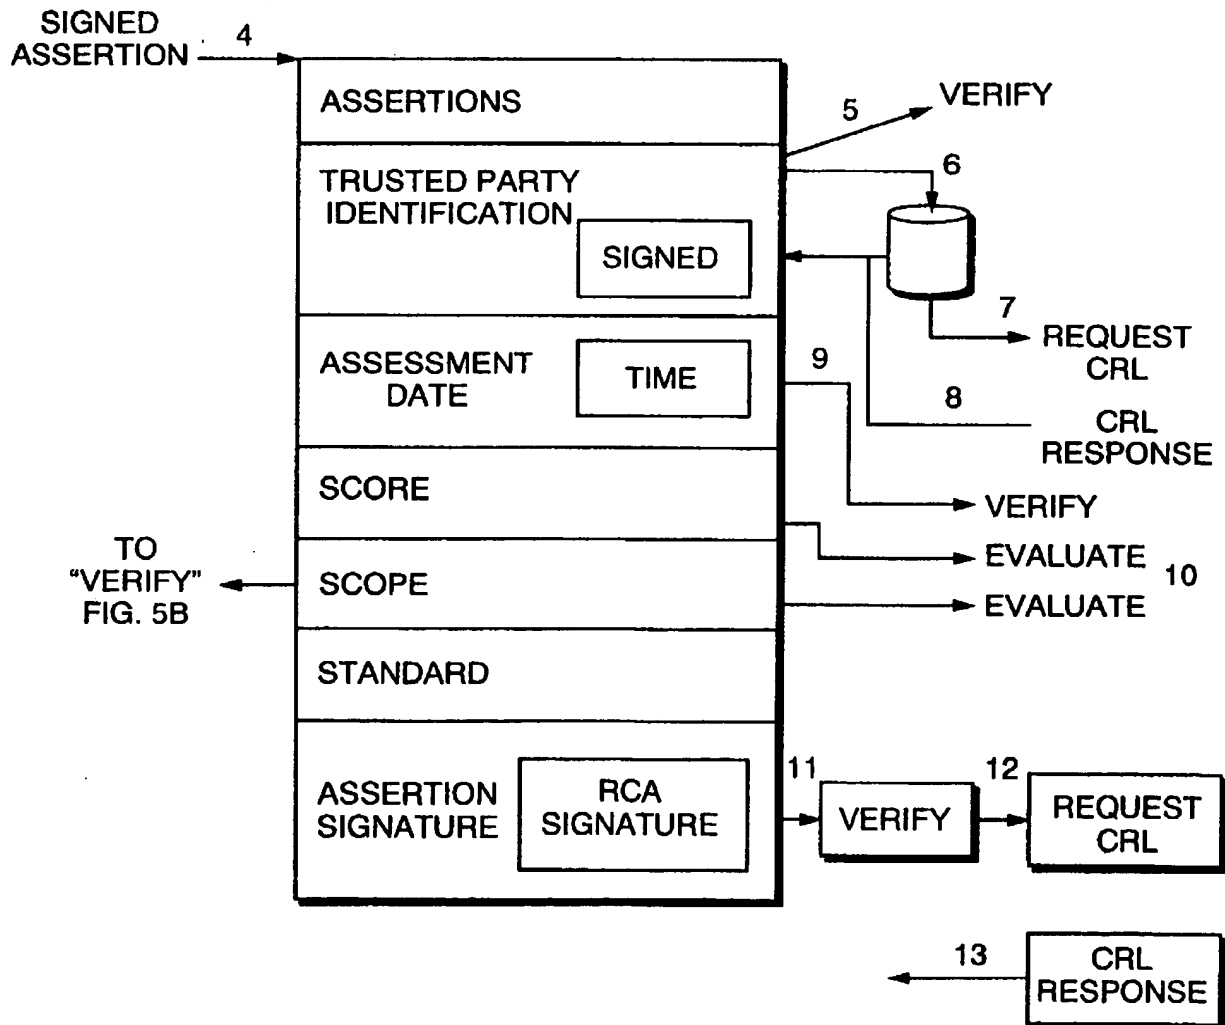 SIGNED
ASSERTION
4
ASSERTIONS
5
VERIFY
TRUSTED PARTY
IDENTIFICATION
SIGNED
6
7
REQUEST
CRL
ASSESSMENT
DATE
TIME
9
8
CRL
RESPONSE
SCORE
VERIFY
TO
"VERIFY"
FIG. 5B
SCOPE
EVALUATE
10
EVALUATE
STANDARD
ASSERTION
SIGNATURE
RCA
SIGNATURE
11
VERIFY
12
REQUEST
CRL
13
CRL
RESPONSE